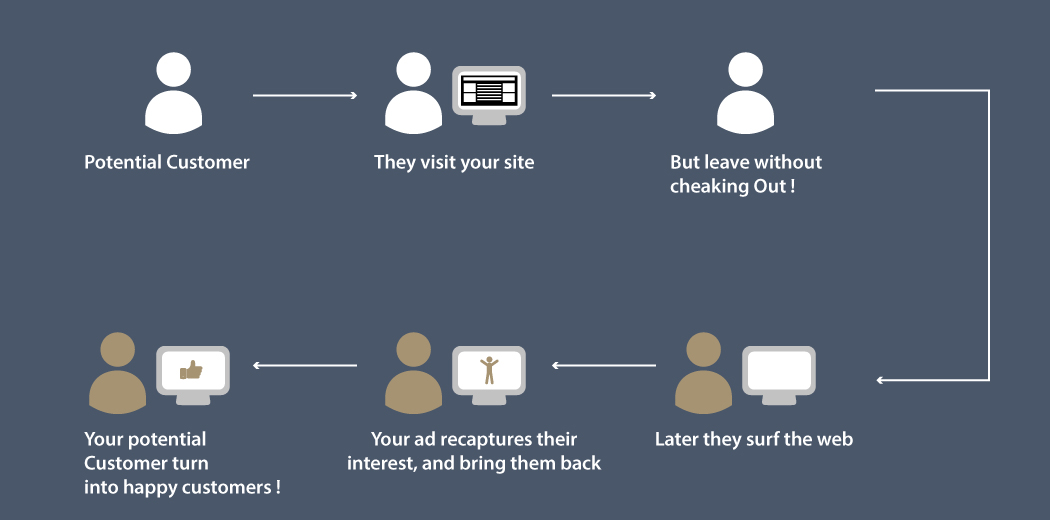 Potential Customer
They visit your site
But leave without
cheaking Out !
Later they surf the web
Your ad recaptures their
interest, and bring them back
Your potential
Customer turn
into happy customers !